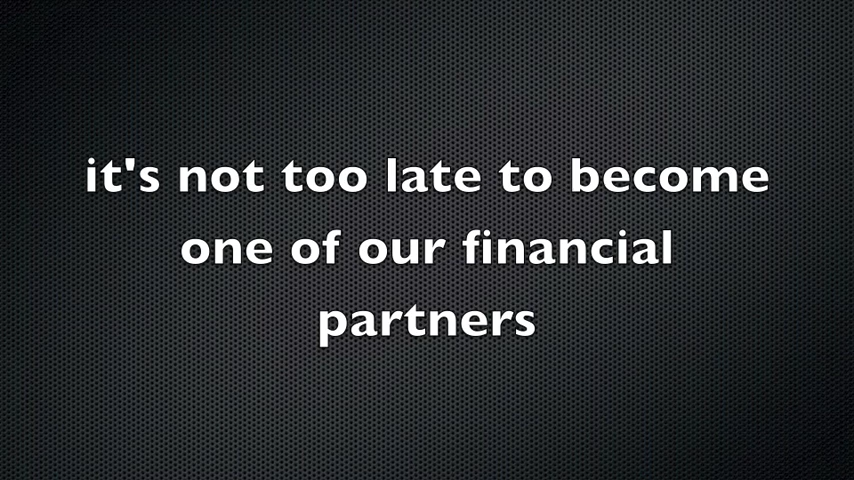 it's not too late to become
one of our financial
partners